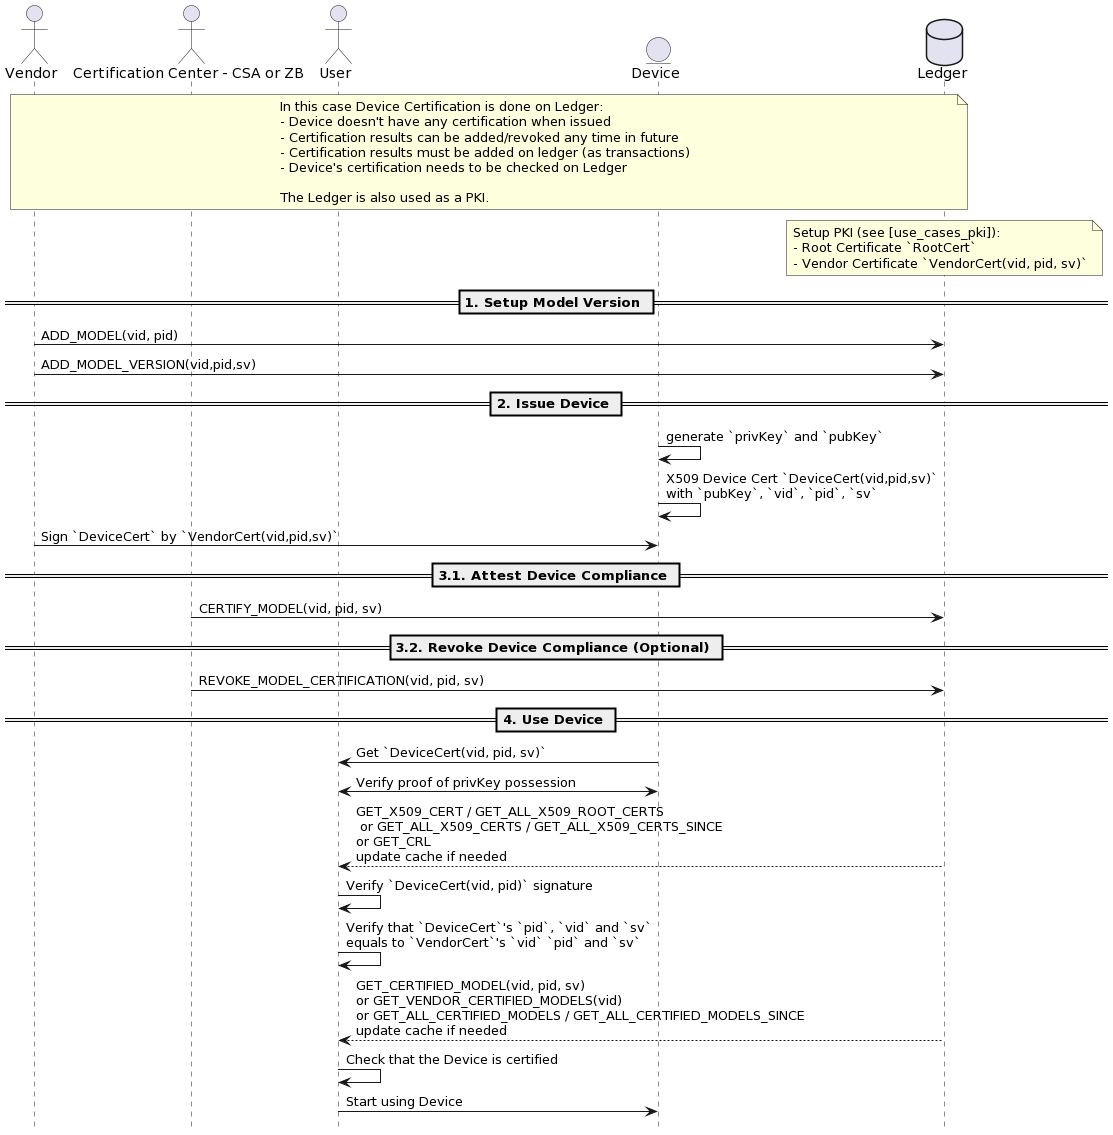 Vendor
Certification Center - CSA or ZB
User
Device
Ledger
In this case Device Certification is done on Ledger:
- Device doesn't have any certification when issued
- Certification results can be added/revoked any time in future
- Certification results must be added on ledger (as transactions)
- Device's certification needs to be checked on Ledger
The Ledger is also used as a PKI.
Setup PKI (see [use_cases_pki]):
- Root Certificate `RootCert`
- Vendor Certificate `VendorCert(vid, pid, sv)`
1. Setup Model Version
ADD_MODEL(vid, pid)
ADD_MODEL_VERSION(vid,pid,sv)
2. Issue Device
generate `privKey` and `pubKey`
X509 Device Cert `DeviceCert(vid,pid,sv)`
with `pubKey`, `vid`, `pid`, `sv`
Sign `DeviceCert` by `VendorCert(vid,pid,sv)`
3.1. Attest Device Compliance
CERTIFY_MODEL(vid, pid, sv)
3.2. Revoke Device Compliance (Optional)
REVOKE_MODEL_CERTIFICATION(vid, pid, sv)
4. Use Device
Get `DeviceCert(vid, pid, sv)`
Verify proof of privKey possession
GET_X509_CERT / GET_ALL_X509_ROOT_CERTS
or GET_ALL_X509_CERTS / GET_ALL_X509_CERTS_SINCE
or GET_CRL
update cache if needed
Verify `DeviceCert(vid, pid)` signature
Verify that `DeviceCert`'s `pid`, `vid` and `sv`
equals to `VendorCert`'s `vid` `pid` and `sv`
GET_CERTIFIED_MODEL(vid, pid, sv)
or GET_VENDOR_CERTIFIED_MODELS(vid)
or GET_ALL_CERTIFIED_MODELS / GET_ALL_CERTIFIED_MODELS_SINCE
update cache if needed
Check that the Device is certified
Start using Device